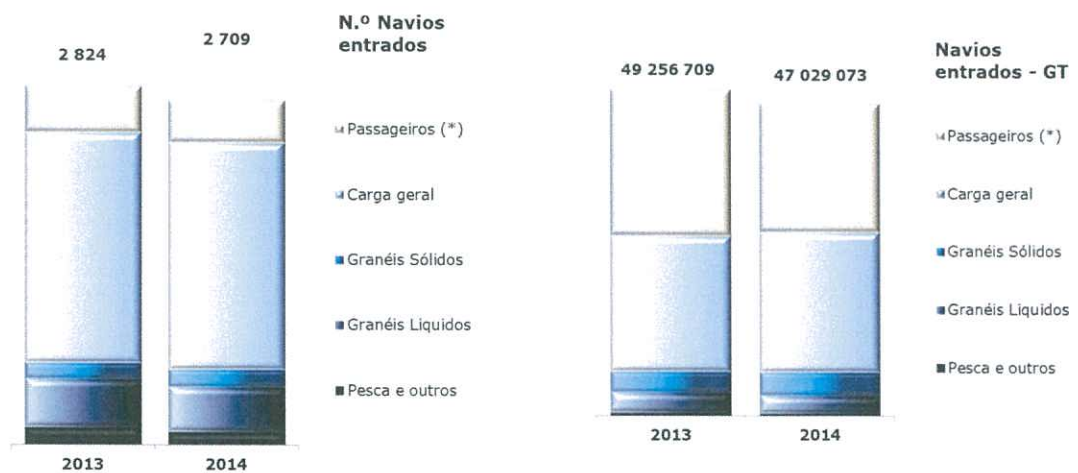 N.º Navios
entrados
2 824
2 709
Passageiros (*)
Carga geral
Granéis Sólidos
Granéis Liquidos
Pesca e outros
2013
2014
Navios
entrados - GT
49 256 709
47 029 073
Passageiros (*)
Carga geral
Granéis Sólidos
Granéis Liquidos
Pesca e outros
2013
2014